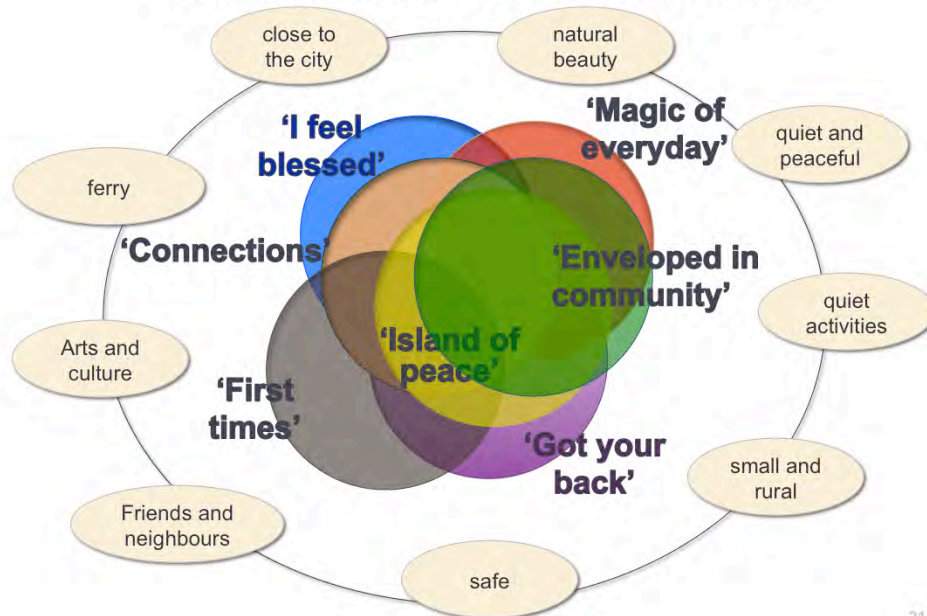 close to
the city
natural
beauty
‘I feel
blessed’
‘Magic of
everyday’
quiet and
peaceful
ferry
‘Connections’
‘Enveloped in
community’
quiet
activities
Arts and
culture
‘Island of
peace’
‘First
times’
‘Got your
back’
small and
rural
Friends and
neighbours
safe